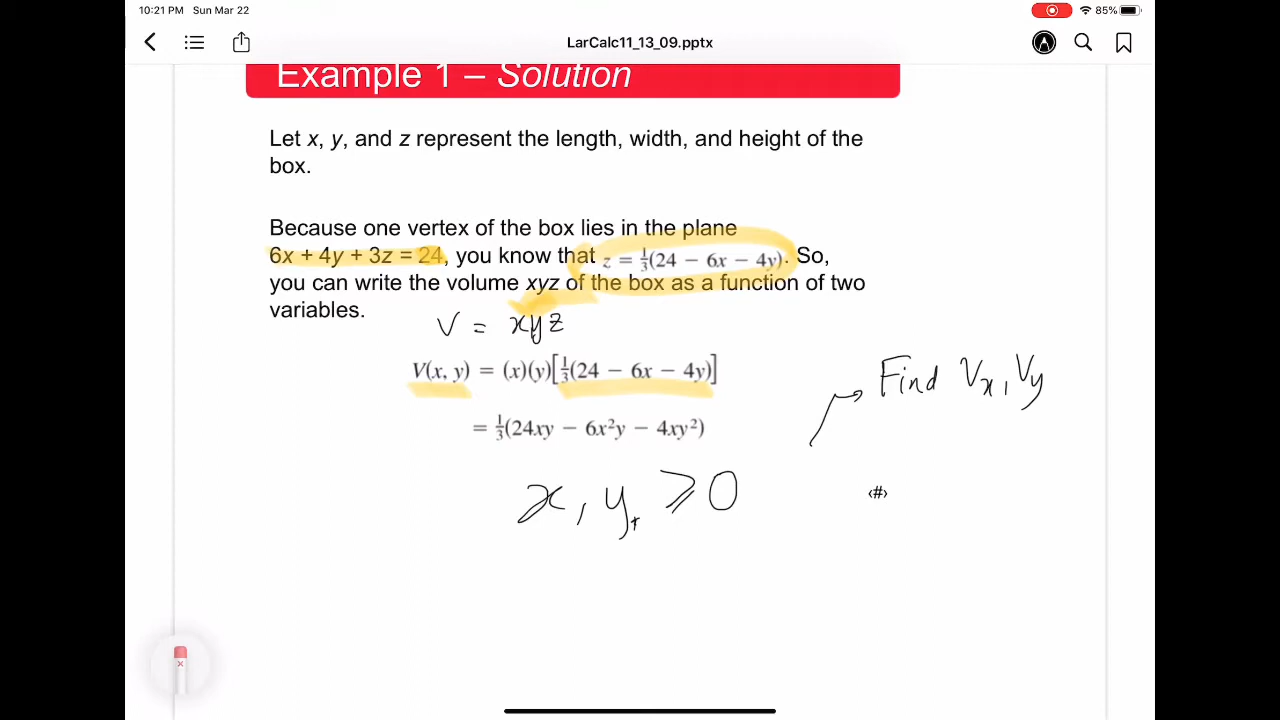 10:21 PM Sun Mar 22
85%
LarCalc11_13_09.pptx
Example 1 – Solution
Let x, y, and z represent the length, width, and height of the
box.
Because one vertex of the box lies in the plane
6x + 4y + 3z = 24, you know that z = ⅓(24 − 6x − 4y). So,
you can write the volume xyz of the box as a function of two
variables.
V = xyz
V(x, y) = (x)(y)[⅓(24 − 6x − 4y)]
Find Vx, Vy
= ⅓(24xy − 6x²y − 4xy²)
x, y, ⩾ 0
‹#›